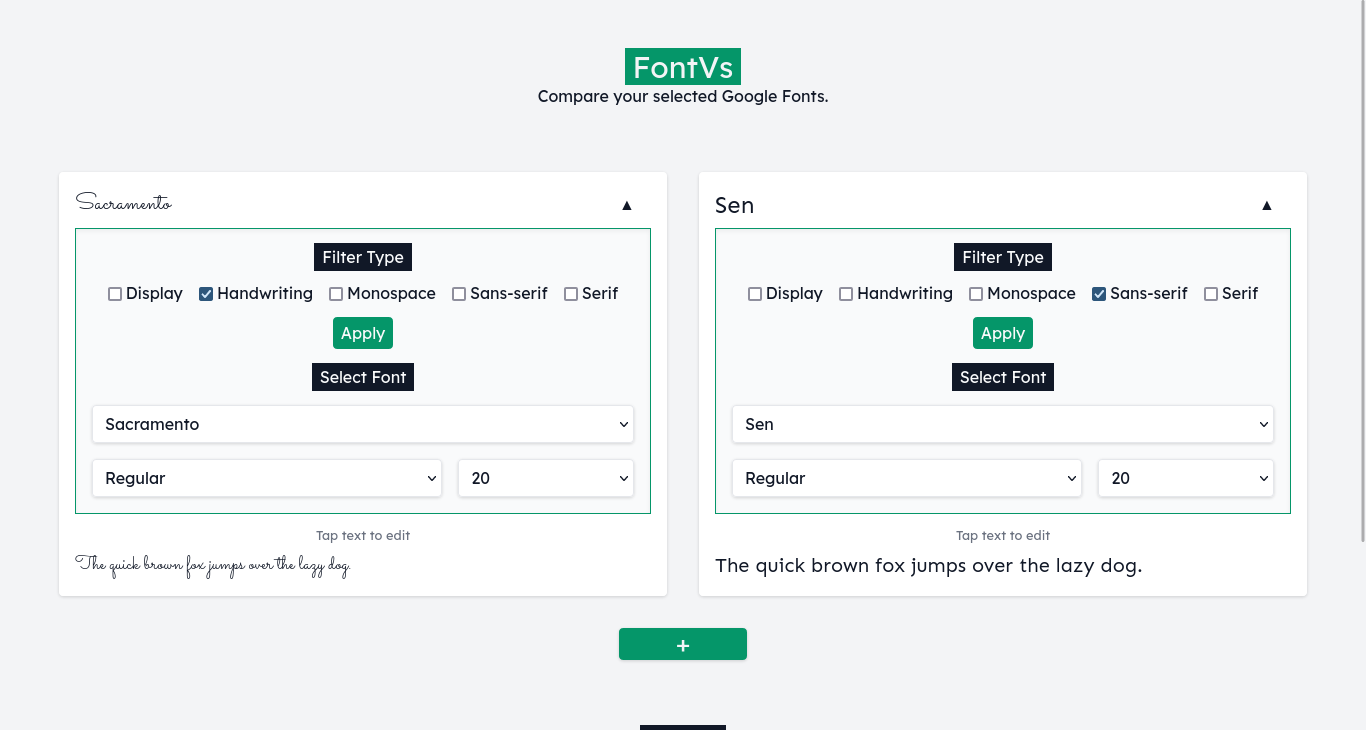 FontVs
Compare your selected Google Fonts.
Sacramento ▲
Filter Type
Display Handwriting Monospace Sans-serif Serif
Apply
Select Font
Sacramento
Regular 20
Tap text to edit
The quick brown fox jumps over the lazy dog.
Sen ▲
Filter Type
Display Handwriting Monospace Sans-serif Serif
Apply
Select Font
Sen
Regular 20
Tap text to edit
The quick brown fox jumps over the lazy dog.
+